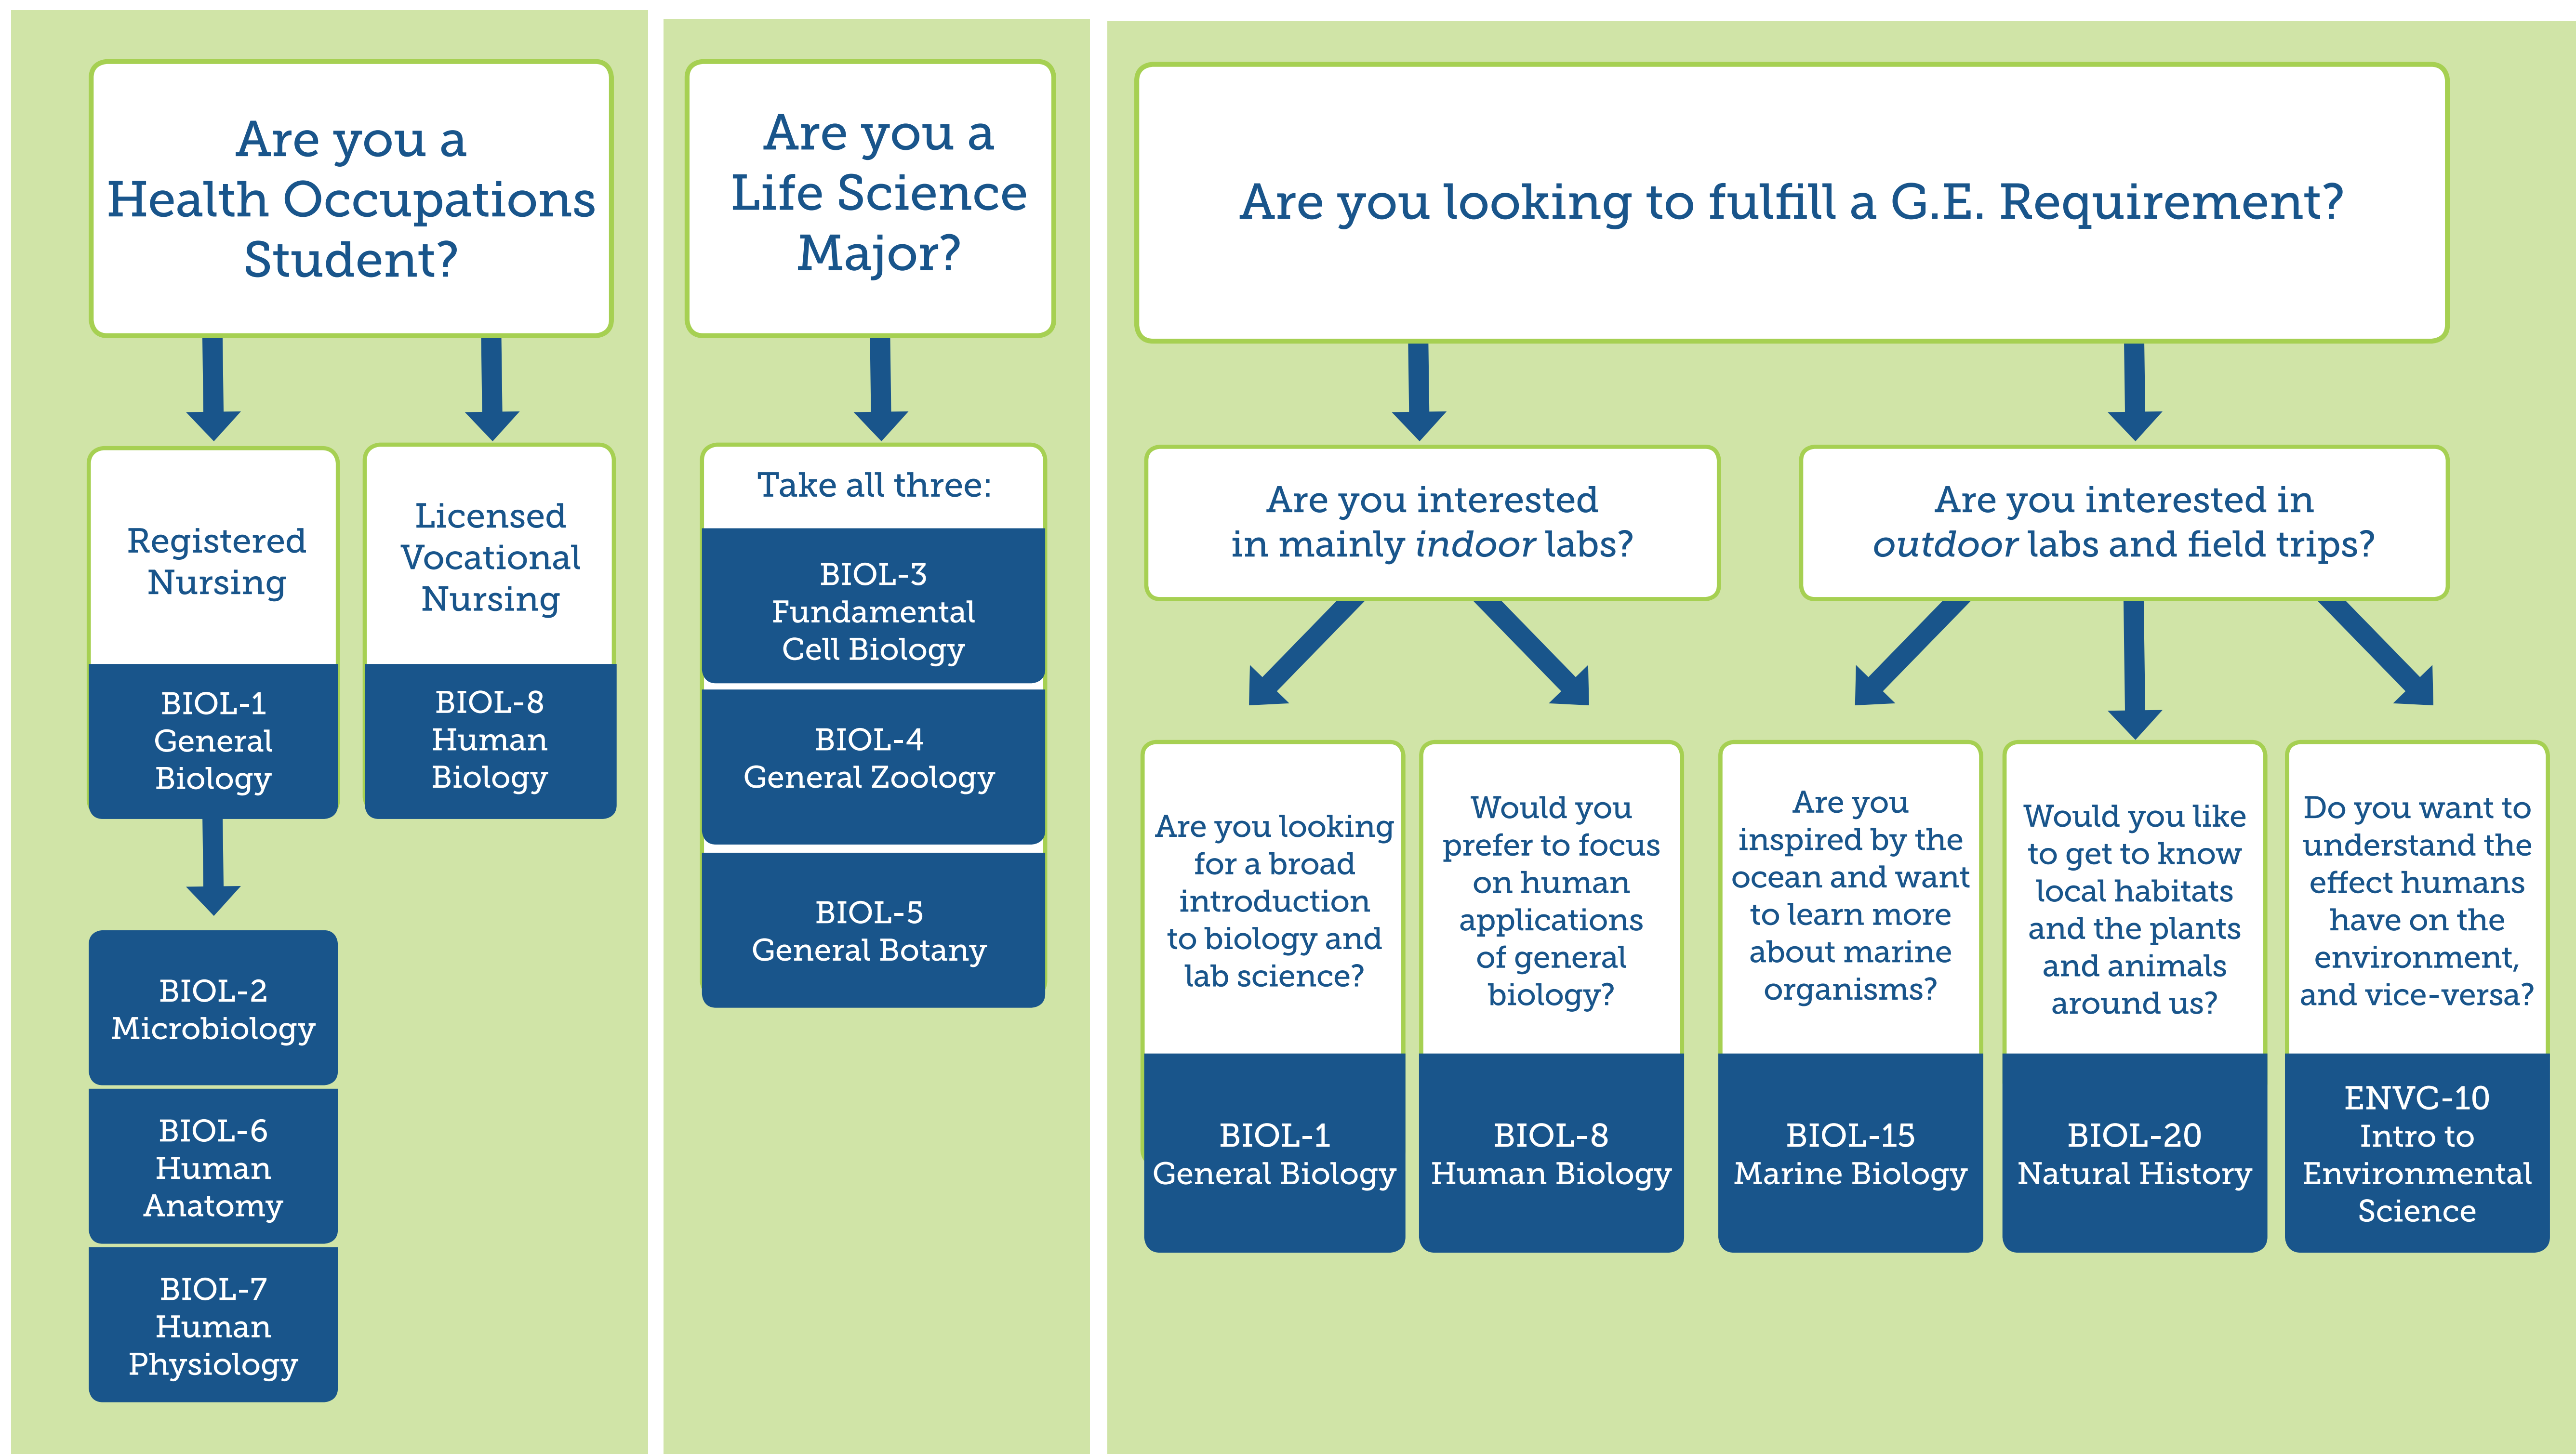 Are you a
Health Occupations
Student?
Registered
Nursing
BIOL-1
General
Biology
BIOL-2
Microbiology
BIOL-6
Human
Anatomy
BIOL-7
Human
Physiology
Licensed
Vocational
Nursing
BIOL-8
Human
Biology
Are you a
Life Science
Major?
Take all three:
BIOL-3
Fundamental
Cell Biology
BIOL-4
General Zoology
BIOL-5
General Botany
Are you looking to fulfill a G.E. Requirement?
Are you interested
in mainly indoor labs?
Are you looking
for a broad
introduction
to biology and
lab science?
BIOL-1
General Biology
Would you
prefer to focus
on human
applications
of general
biology?
BIOL-8
Human Biology
Are you interested in
outdoor labs and field trips?
Are you
inspired by the
ocean and want
to learn more
about marine
organisms?
BIOL-15
Marine Biology
Would you like
to get to know
local habitats
and the plants
and animals
around us?
BIOL-20
Natural History
Do you want to
understand the
effect humans
have on the
environment,
and vice-versa?
ENVC-10
Intro to
Environmental
Science